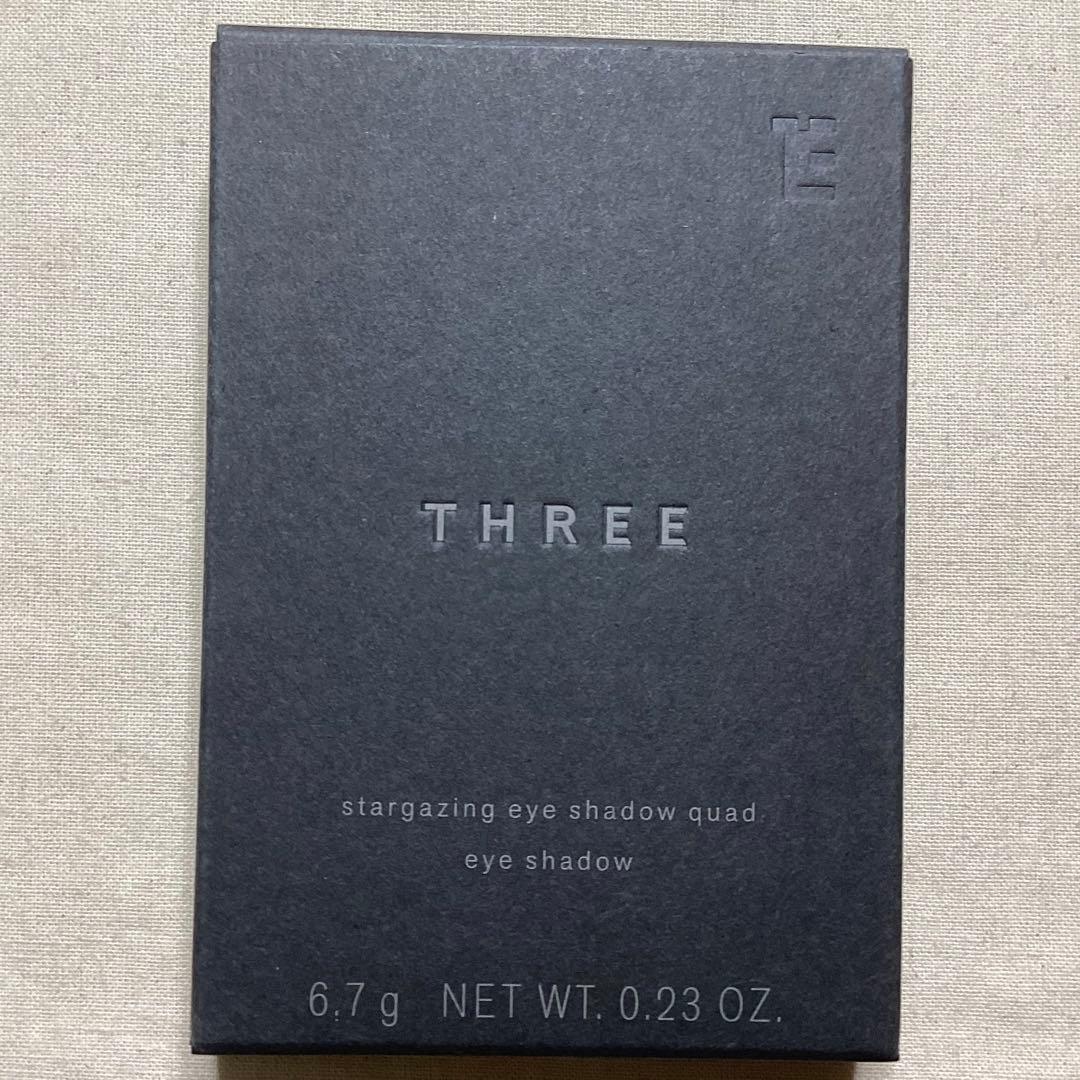 THREE
stargazing eye shadow quad
eye shadow
6.7 g NET WT. 0.23 OZ.